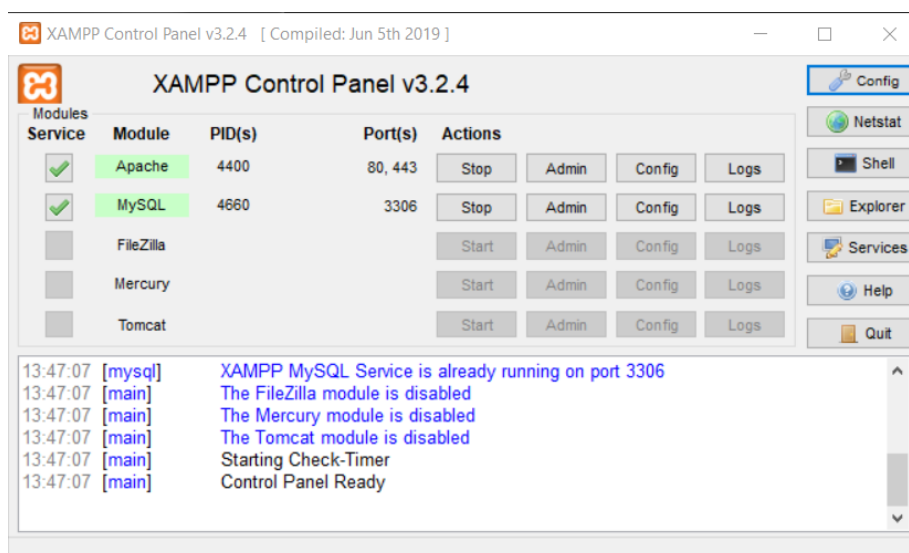 XAMPP Control Panel v3.2.4 [ Compiled: Jun 5th 2019 ]
XAMPP Control Panel v3.2.4
Config
Modules
Service Module PID(s) Port(s) Actions
Netstat
Apache 4400 80, 443 Stop Admin Config Logs
Shell
MySQL 4660 3306 Stop Admin Config Logs
Explorer
FileZilla Start Admin Config Logs
Services
Mercury Start Admin Config Logs
Help
Tomcat Start Admin Config Logs
Quit
13:47:07 [mysql] XAMPP MySQL Service is already running on port 3306
13:47:07 [main] The FileZilla module is disabled
13:47:07 [main] The Mercury module is disabled
13:47:07 [main] The Tomcat module is disabled
13:47:07 [main] Starting Check-Timer
13:47:07 [main] Control Panel Ready